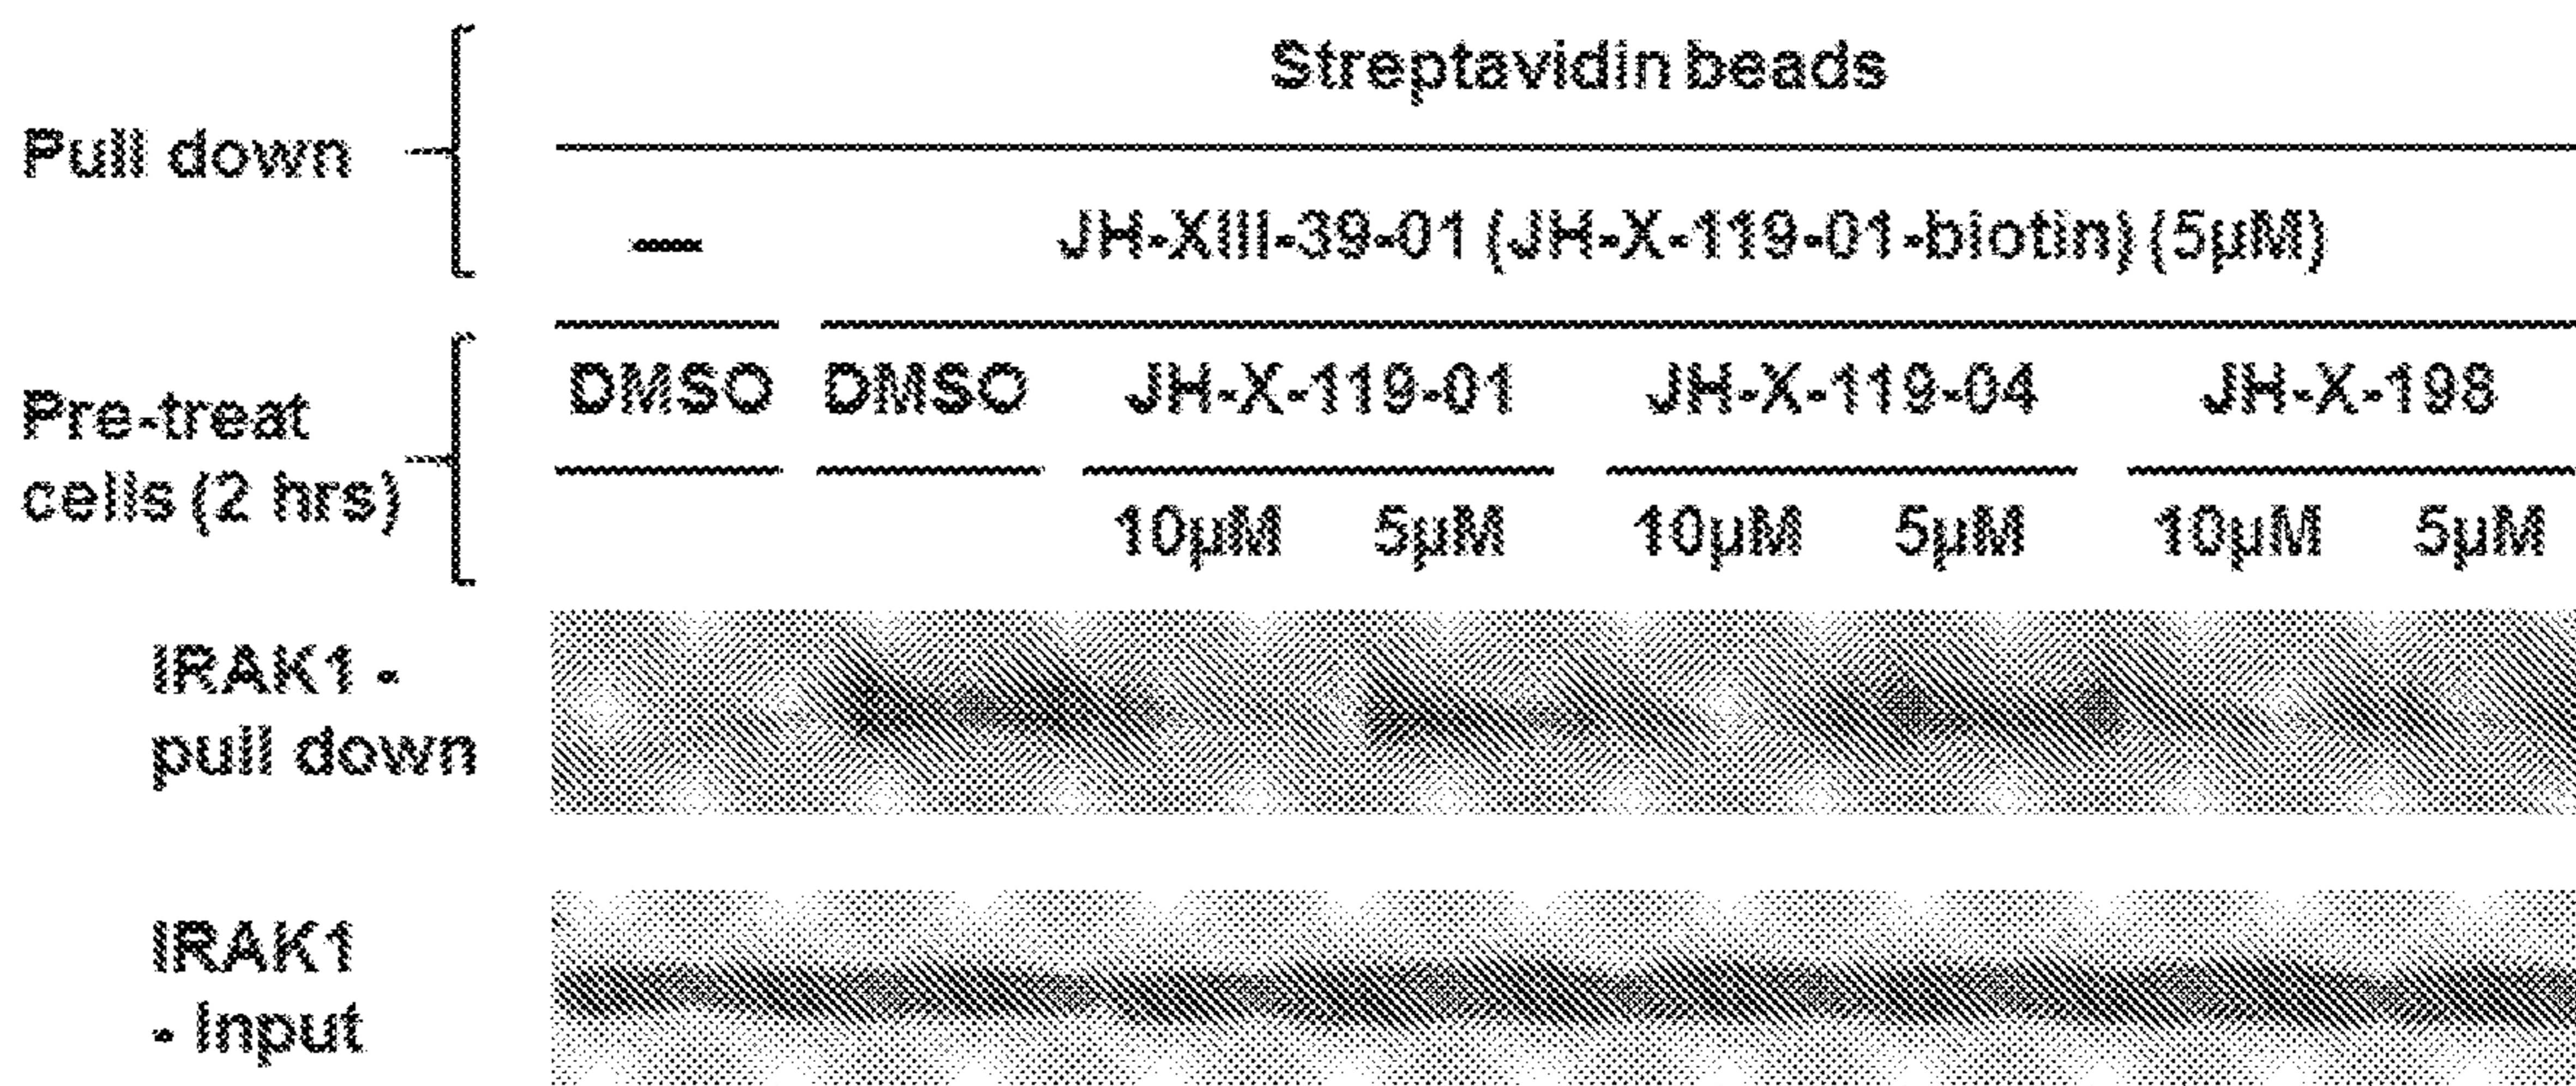 Streptavidin beads
Pull down
— JH-XIII-39-01 (JH-X-119-01-biotin) (5µM)
Pre-treat
cells (2 hrs)
DMSO DMSO JH-X-119-01 JH-X-119-04 JH-X-198
10µM 5µM 10µM 5µM 10µM 5µM
IRAK1 -
pull down
IRAK1
- Input